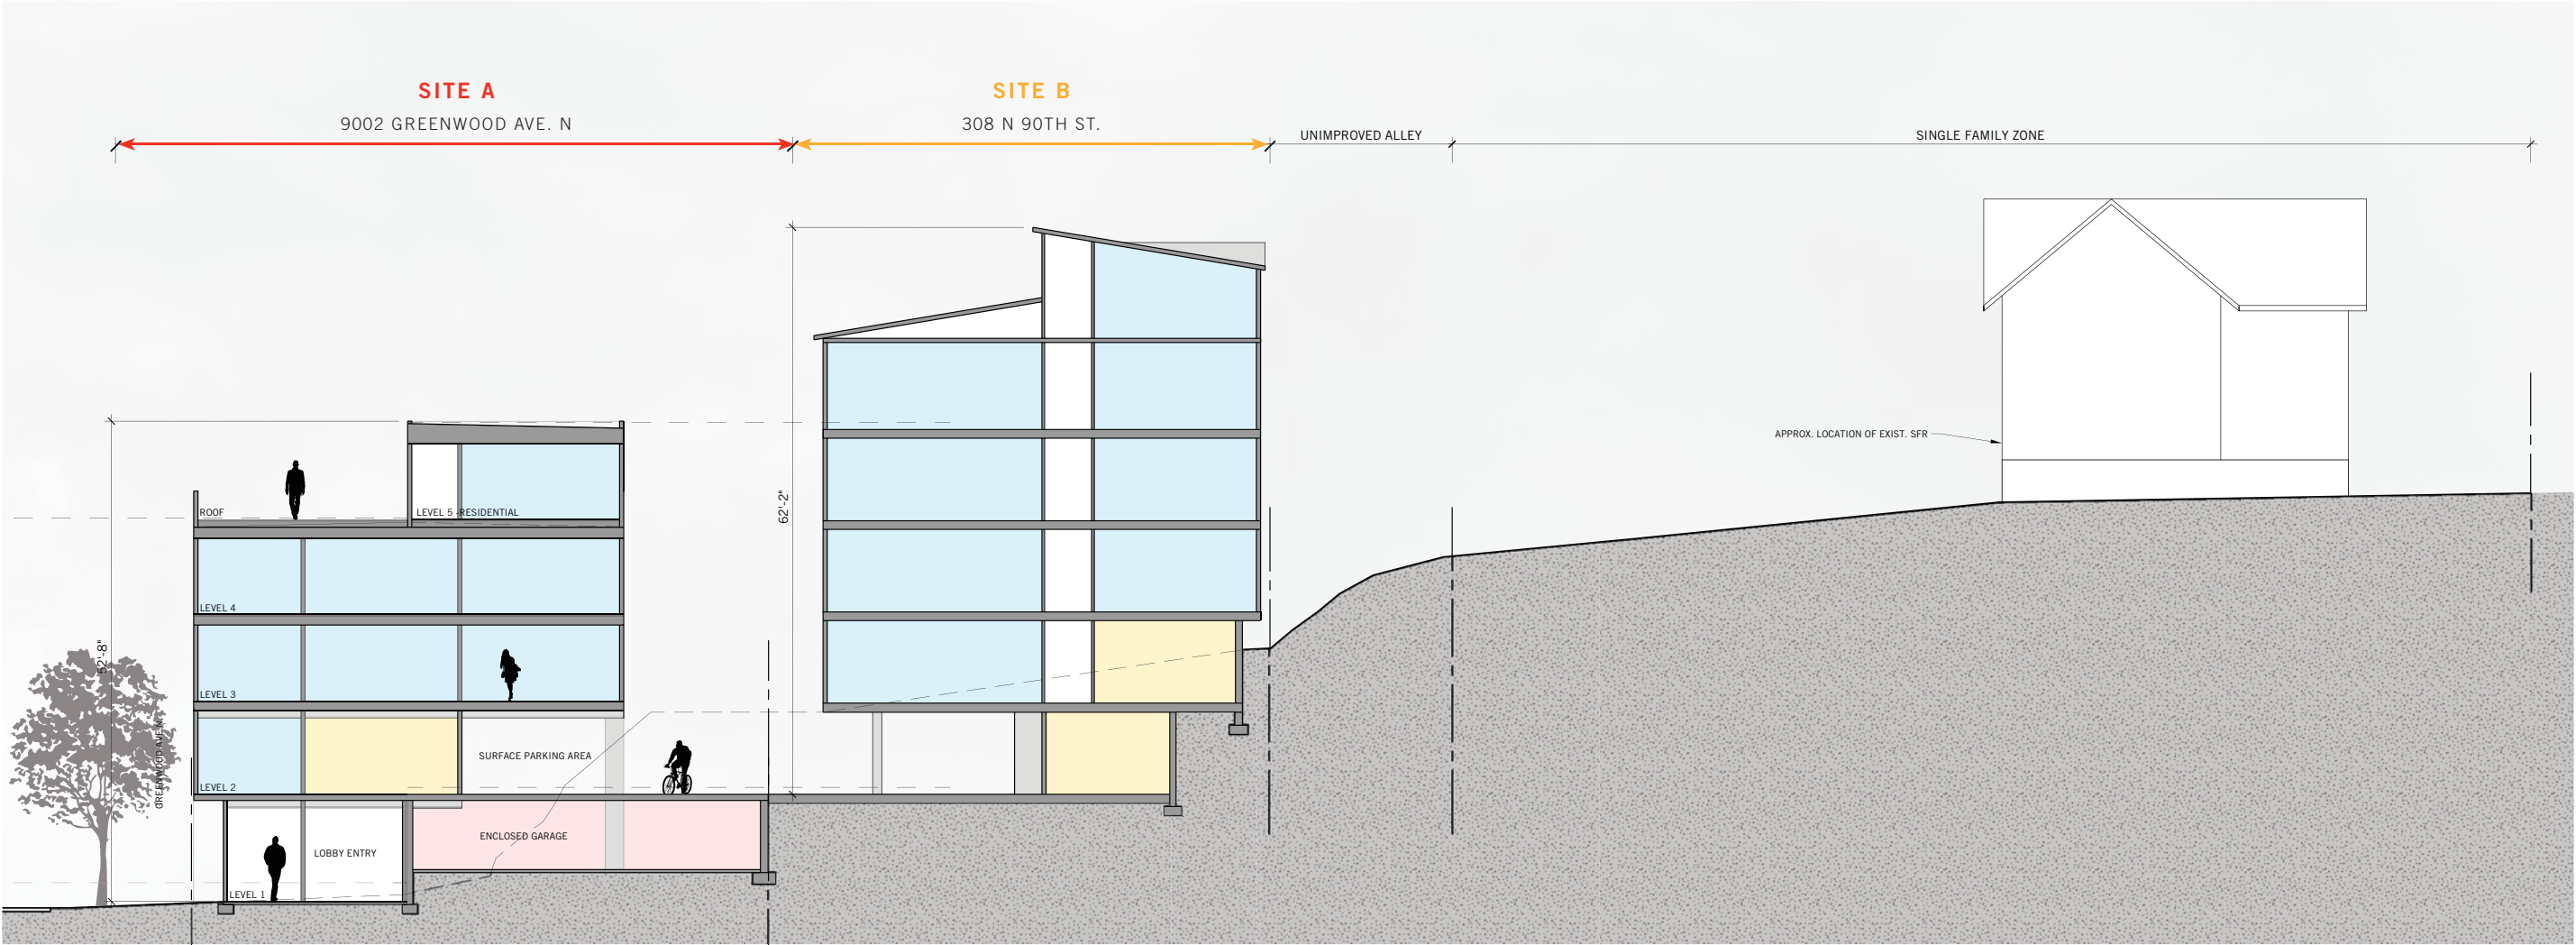 SITE A
9002 GREENWOOD AVE. N
SITE B
308 N 90TH ST.
UNIMPROVED ALLEY
SINGLE FAMILY ZONE
APPROX. LOCATION OF EXIST. SFR
62'-2"
52'-8"
GREENWOOD AVE N
ROOF
LEVEL 5 -RESIDENTIAL
LEVEL 4
LEVEL 3
LEVEL 2
SURFACE PARKING AREA
ENCLOSED GARAGE
LOBBY ENTRY
LEVEL 1